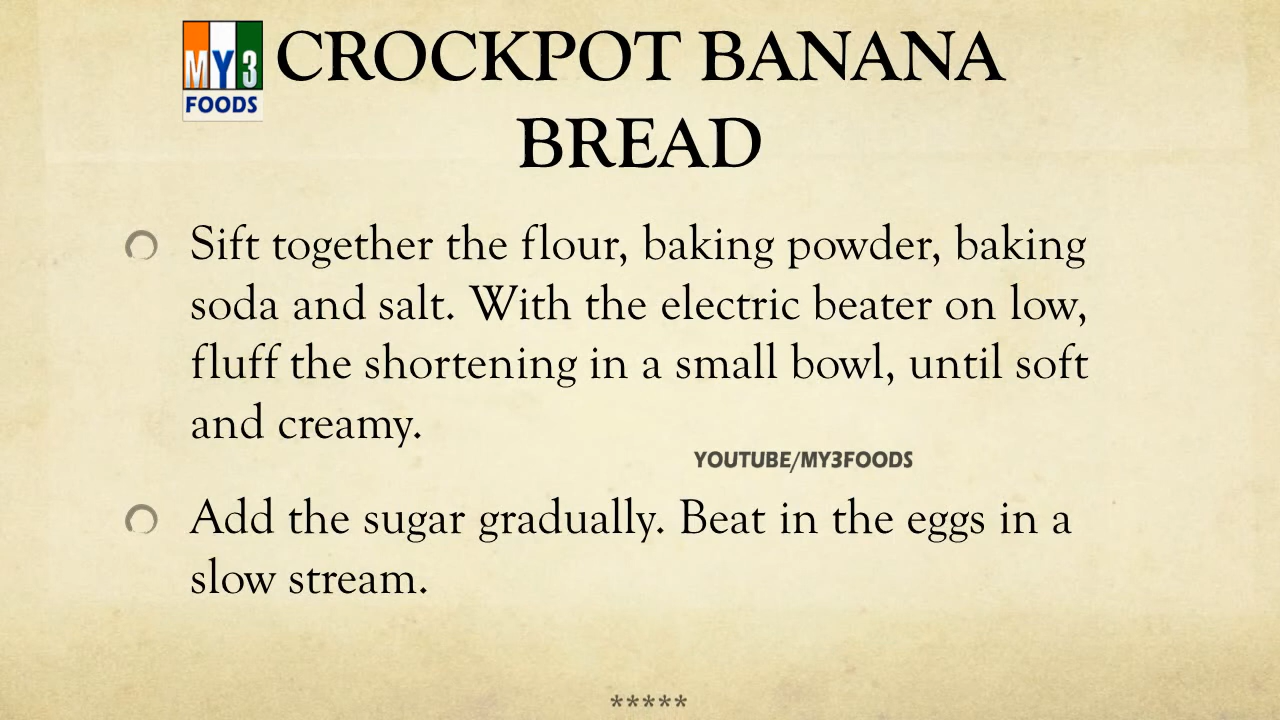 MY3
FOODS
CROCKPOT BANANA
BREAD
Sift together the flour, baking powder, baking
soda and salt. With the electric beater on low,
fluff the shortening in a small bowl, until soft
and creamy.
YOUTUBE/MY3FOODS
Add the sugar gradually. Beat in the eggs in a
slow stream.
*****